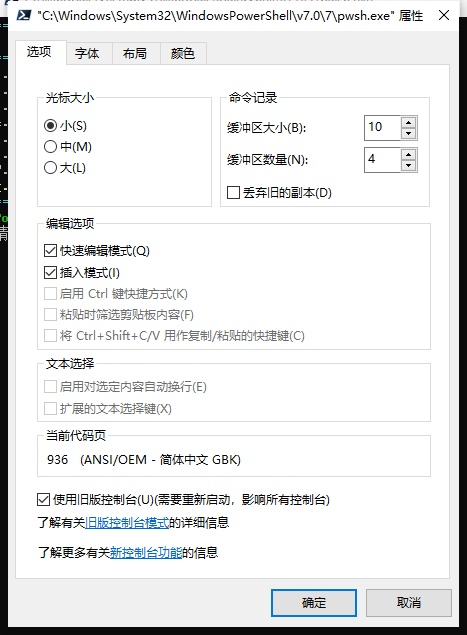 "C:\Windows\System32\WindowsPowerShell\v7.0\7\pwsh.exe" 属性
选项 字体 布局 颜色
光标大小
小(S)
中(M)
大(L)
命令记录
缓冲区大小(B): 10
缓冲区数量(N): 4
丢弃旧的副本(D)
编辑选项
快速编辑模式(Q)
插入模式(I)
启用 Ctrl 键快捷方式(K)
粘贴时筛选剪贴板内容(F)
将 Ctrl+Shift+C/V 用作复制/粘贴的快捷键(C)
文本选择
启用对选定内容自动换行(E)
扩展的文本选择键(X)
当前代码页
936 (ANSI/OEM - 简体中文 GBK)
使用旧版控制台(U)(需要重新启动，影响所有控制台)
了解有关旧版控制台模式的详细信息
了解更多有关新控制台功能的信息
确定 取消